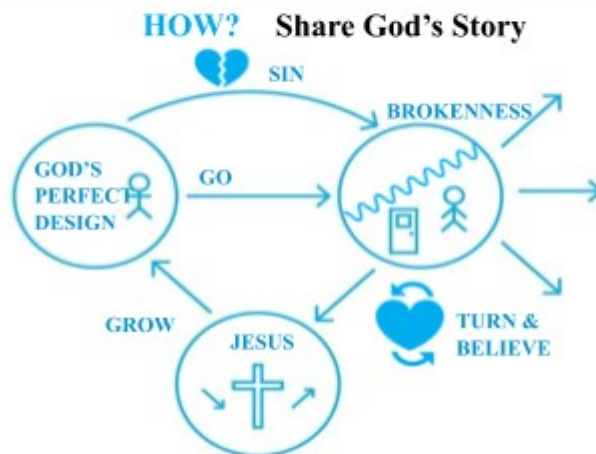 HOW? Share God's Story
SIN
BROKENNESS
GOD'S
PERFECT
DESIGN
GO
GROW
JESUS
TURN &
BELIEVE